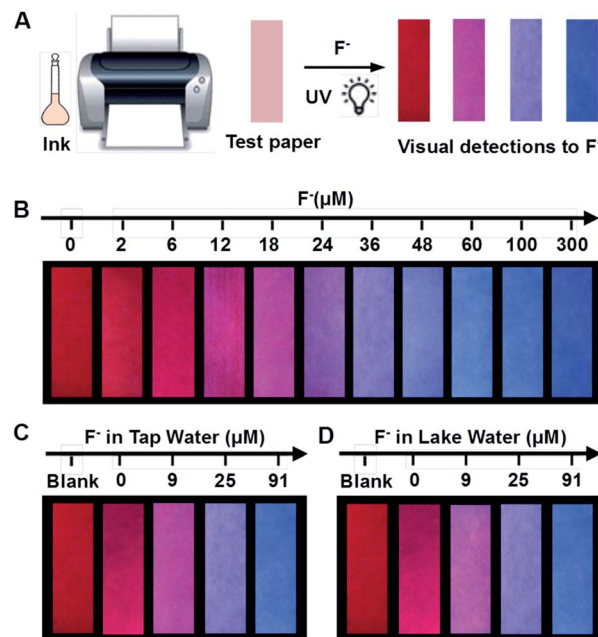 A
F-
UV
Ink
Test paper
Visual detections to F-
B
F-(μM)
0 2 6 12 18 24 36 48 60 100 300
C
F- in Tap Water (μM)
Blank 0 9 25 91
D
F- in Lake Water (μM)
Blank 0 9 25 91